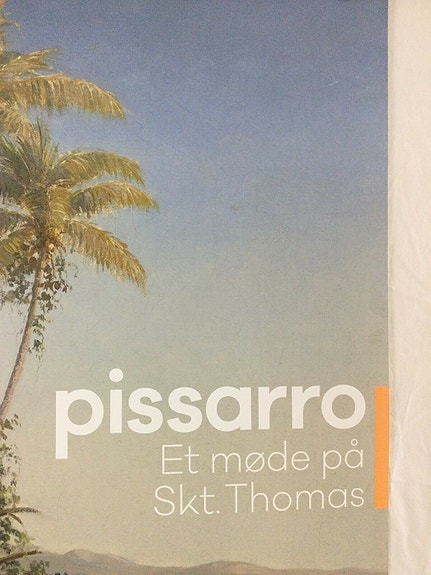 pissarro
Et møde på
Skt. Thomas